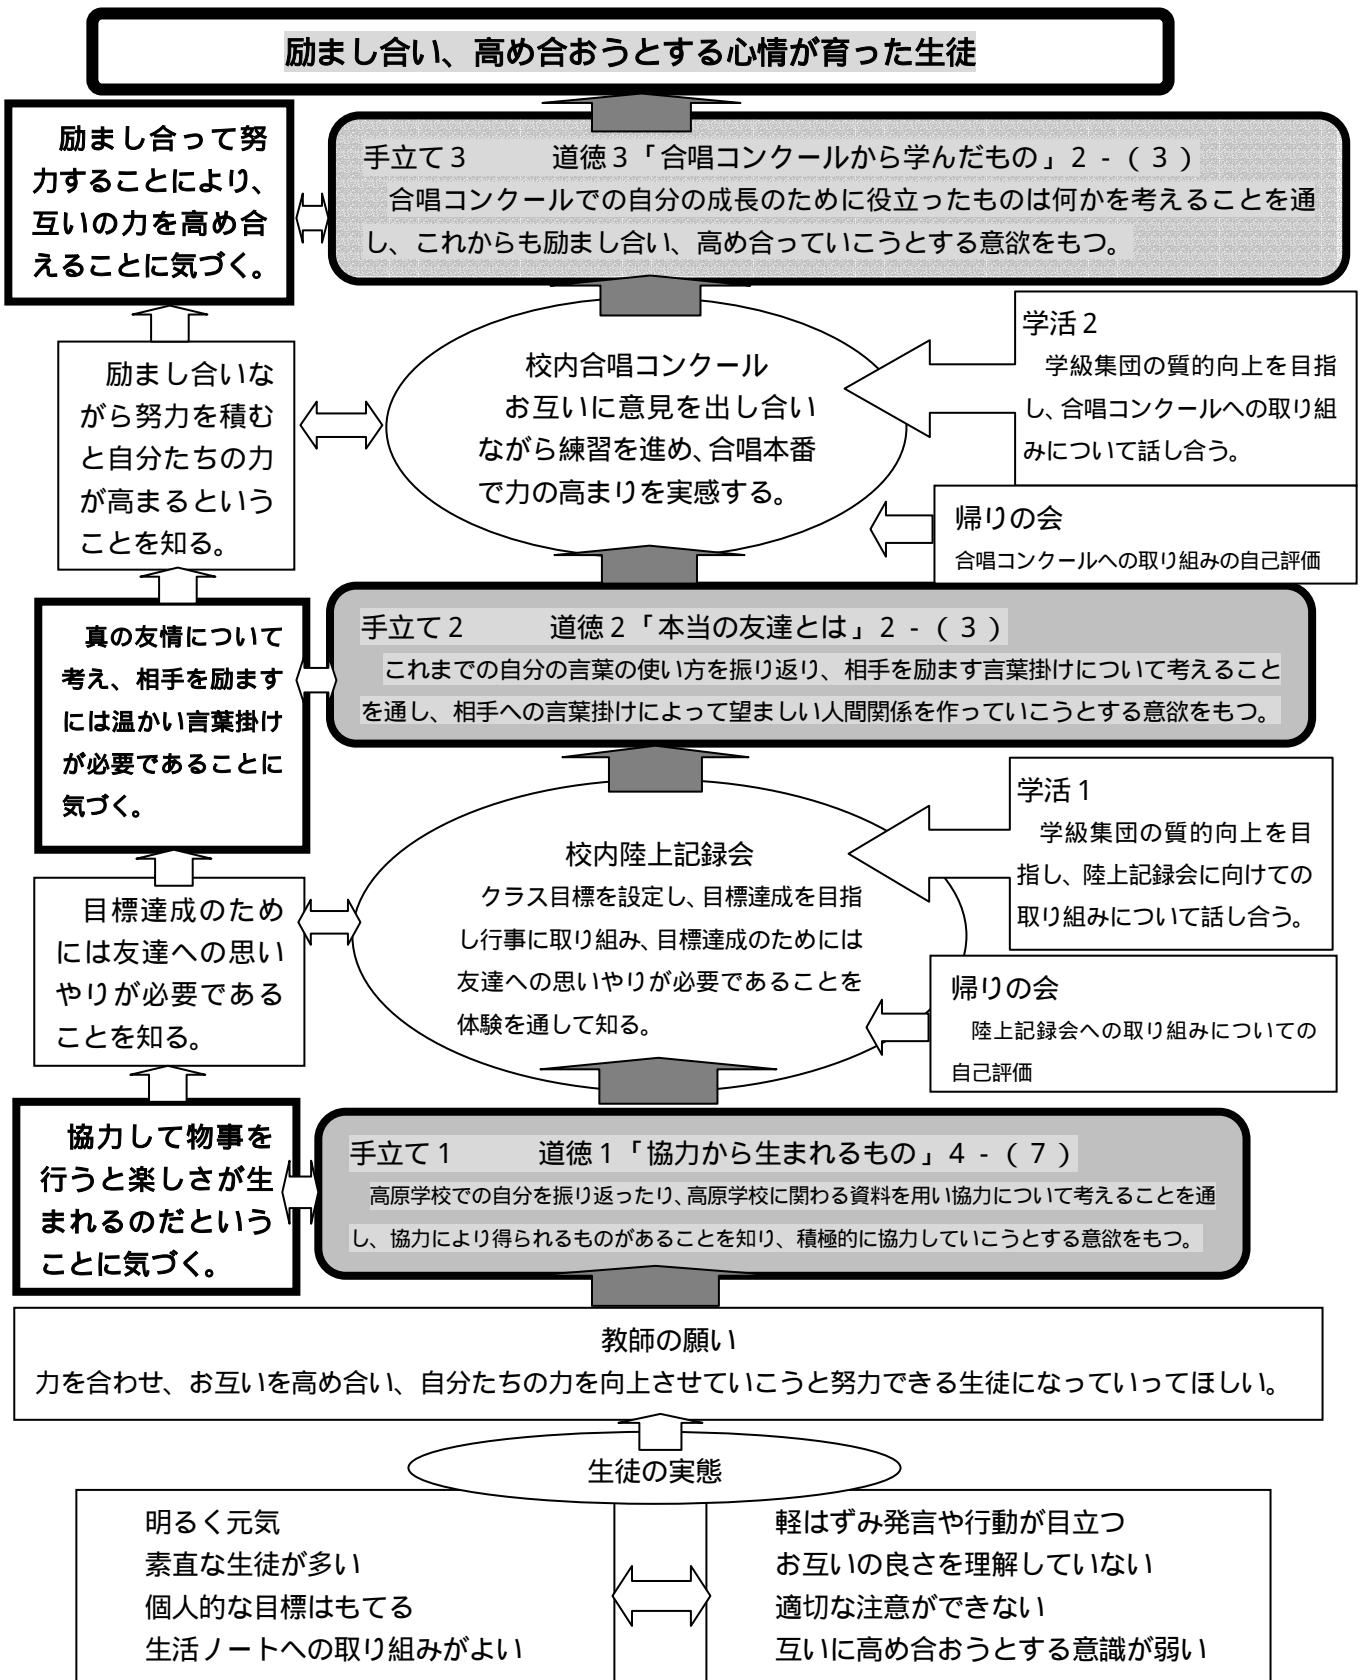 励まし合い、高め合おうとする心情が育った生徒
励まし合って努
力することにより、
互いの力を高め合
えることに気づく。
手立て３　道徳３「合唱コンクールから学んだもの」２-（３）
合唱コンクールでの自分の成長のために役立ったものは何かを考えることを通
し、これからも励まし合い、高め合っていこうとする意欲をもつ。
励まし合いな
がら努力を積む
と自分たちの力
が高まるという
ことを知る。
校内合唱コンクール
お互いに意見を出し合い
ながら練習を進め、合唱本番
で力の高まりを実感する。
学活２
学級集団の質的向上を目指
し、合唱コンクールへの取り組
みについて話し合う。
帰りの会
合唱コンクールへの取り組みの自己評価
真の友情について
考え、相手を励ます
には温かい言葉掛け
が必要であることに
気づく。
手立て２　道徳２「本当の友達とは」２-（３）
これまでの自分の言葉の使い方を振り返り、相手を励ます言葉掛けについて考えること
を通し、相手への言葉掛けによって望ましい人間関係を作っていこうとする意欲をもつ。
目標達成のため
には友達への思い
やりが必要である
ことを知る。
校内陸上記録会
クラス目標を設定し、目標達成を目指
し行事に取り組み、目標達成のためには
友達への思いやりが必要であることを
体験を通して知る。
学活１
学級集団の質的向上を目
指し、陸上記録会に向けての
取り組みについて話し合う。
帰りの会
陸上記録会への取り組みについての
自己評価
協力して物事を
行うと楽しさが生
まれるのだという
ことに気づく。
手立て１　道徳１「協力から生まれるもの」４-（７）
高原学校での自分を振り返ったり、高原学校に関わる資料を用い協力について考えることを通
し、協力により得られるものがあることを知り、積極的に協力していこうとする意欲をもつ。
教師の願い
力を合わせ、お互いを高め合い、自分たちの力を向上させていこうと努力できる生徒になっていってほしい。
生徒の実態
明るく元気
素直な生徒が多い
個人的な目標はもてる
生活ノートへの取り組みがよい
軽はずみ発言や行動が目立つ
お互いの良さを理解していない
適切な注意ができない
互いに高め合おうとする意識が弱い